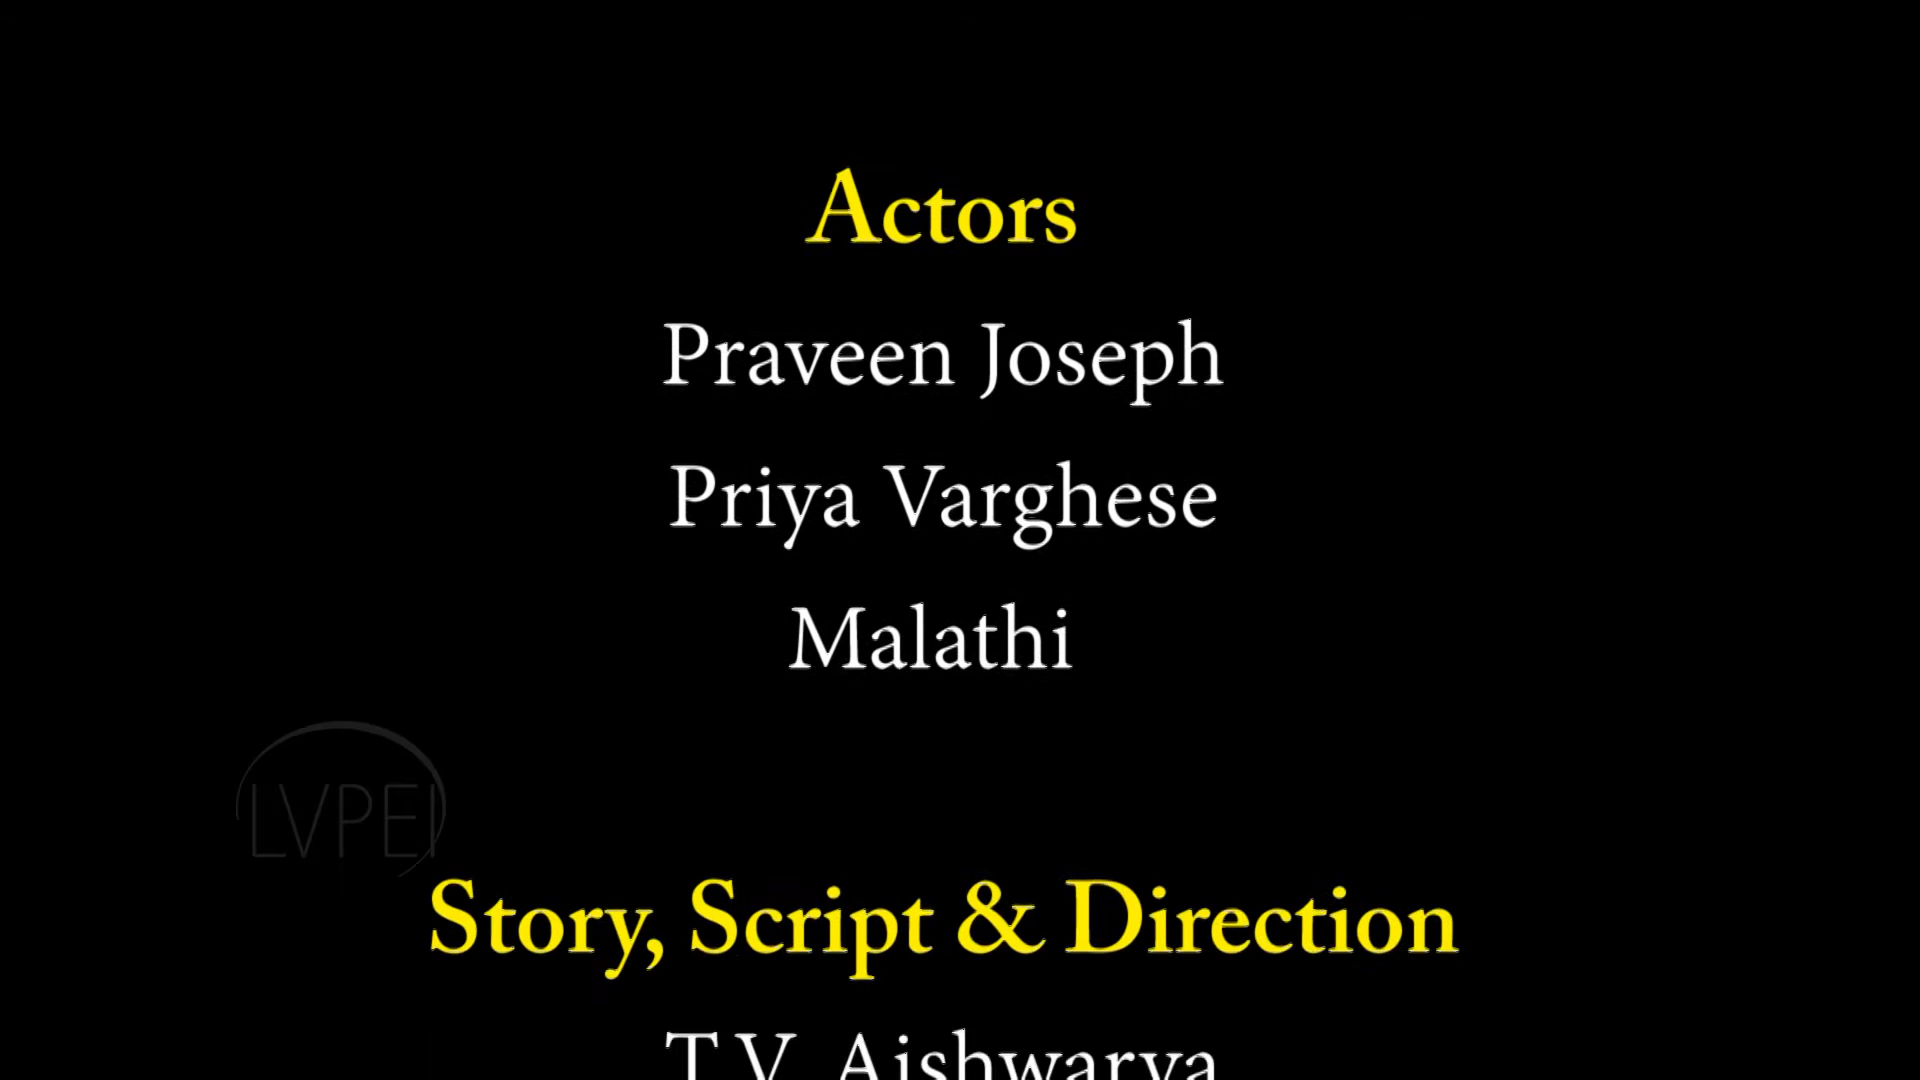 Actors
Praveen Joseph
Priya Varghese
Malathi
LVPEI
Story, Script & Direction
T V Aishwarya